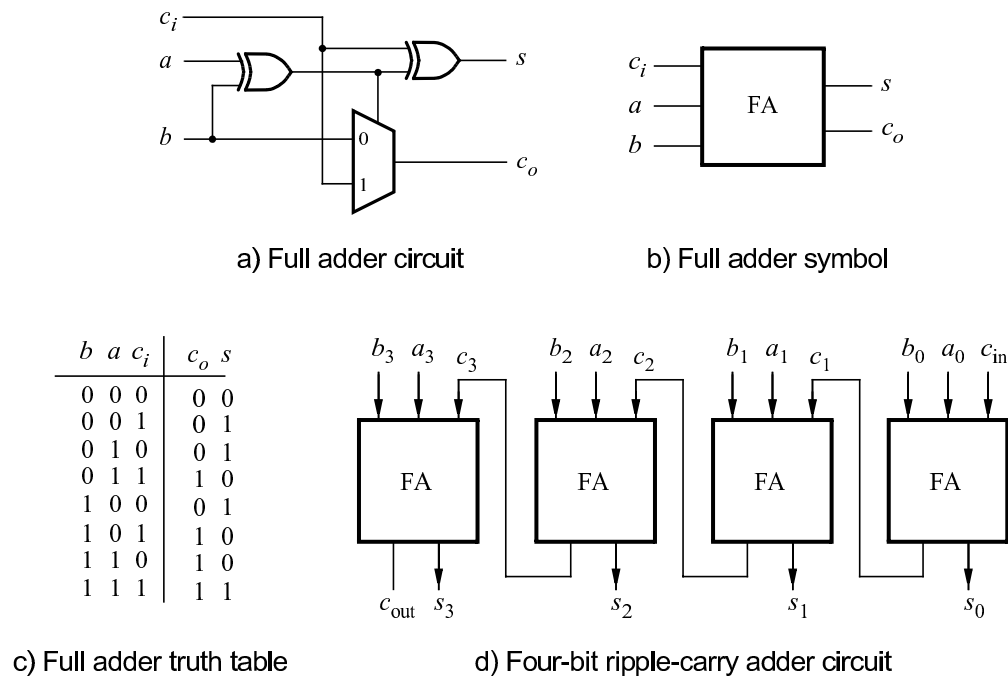 c_i
a
b
0
1
s
c_o
a) Full adder circuit
c_i
a
b
FA
s
c_o
b) Full adder symbol
b a c_i c_o s
0 0 0 0 0
0 0 1 0 1
0 1 0 0 1
0 1 1 1 0
1 0 0 0 1
1 0 1 1 0
1 1 0 1 0
1 1 1 1 1
c) Full adder truth table
b_3 a_3 c_3 b_2 a_2 c_2 b_1 a_1 c_1 b_0 a_0 c_in
FA FA FA FA
c_out s_3 s_2 s_1 s_0
d) Four-bit ripple-carry adder circuit